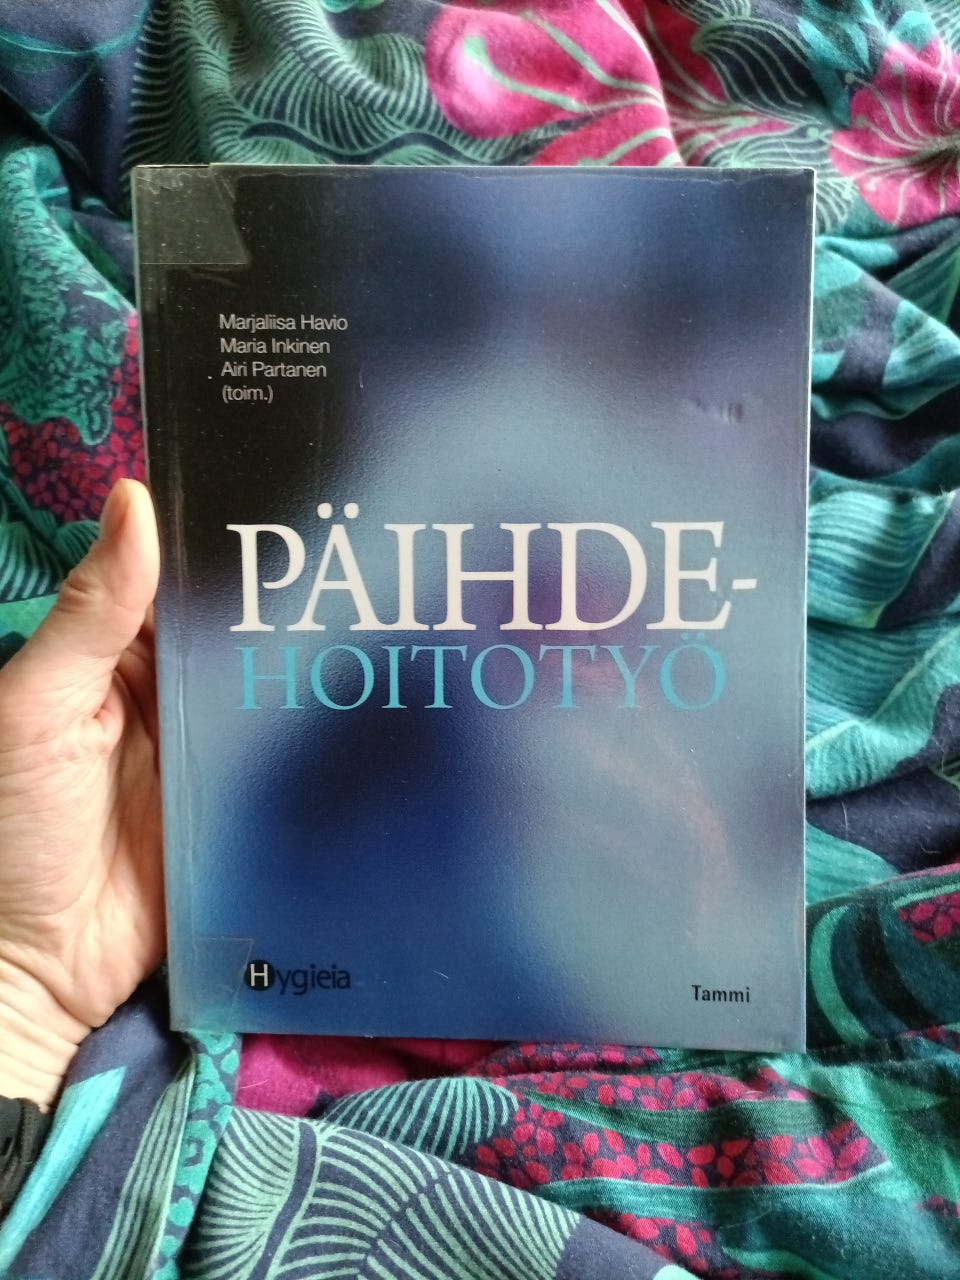 Marjaliisa Havio
Maria Inkinen
Airi Partanen
(toim.)
PÄIHDE-
HOITOTYÖ
Hygieia
Tammi